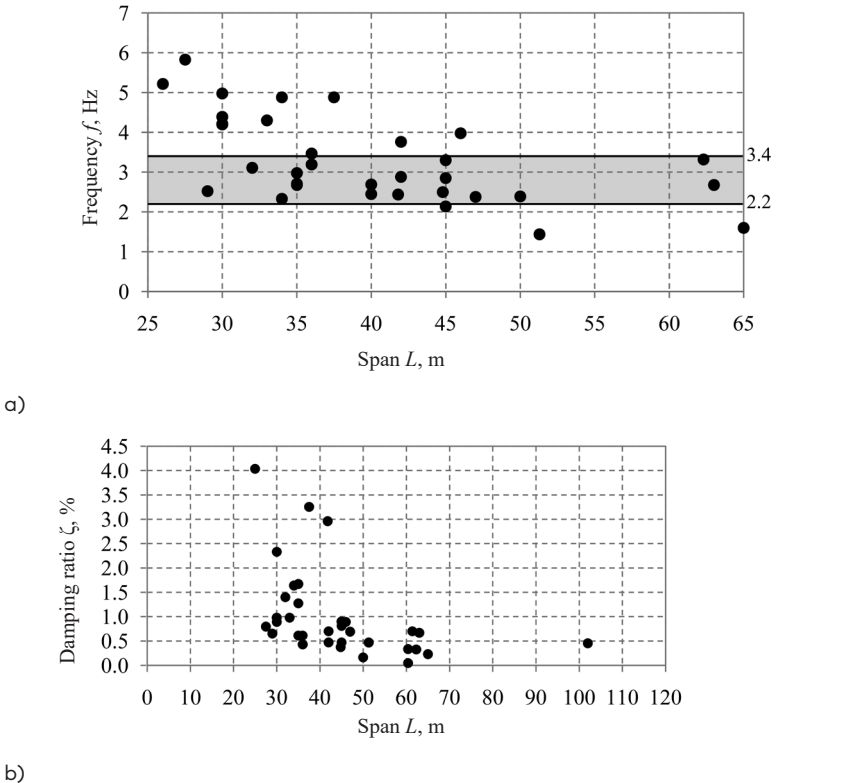 7
6
5
4
3
2
1
0
Frequency f, Hz
3.4
2.2
25 30 35 40 45 50 55 60 65
Span L, m
a)
4.5
4.0
3.5
3.0
2.5
2.0
1.5
1.0
0.5
0.0
Damping ratio ζ, %
0 10 20 30 40 50 60 70 80 90 100 110 120
Span L, m
b)